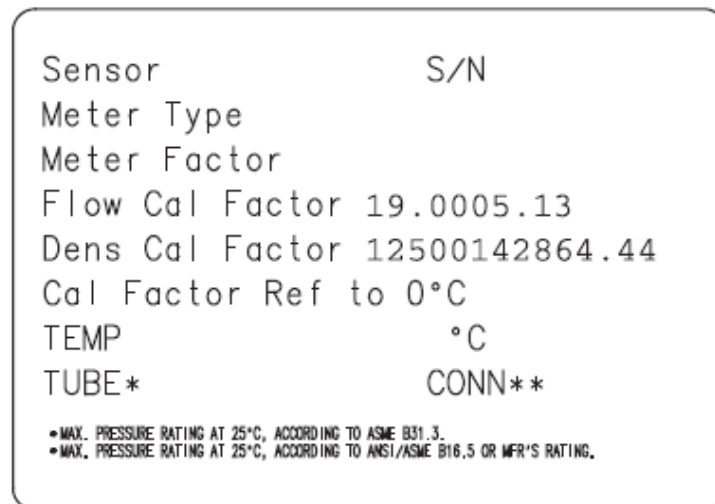 Sensor S/N
Meter Type
Meter Factor
Flow Cal Factor 19.0005.13
Dens Cal Factor 12500142864.44
Cal Factor Ref to 0°C
TEMP °C
TUBE* CONN**
•MAX. PRESSURE RATING AT 25°C, ACCORDING TO ASME B31.3.
•MAX. PRESSURE RATING AT 25°C, ACCORDING TO ANSI/ASME B16.5 OR MFR'S RATING.